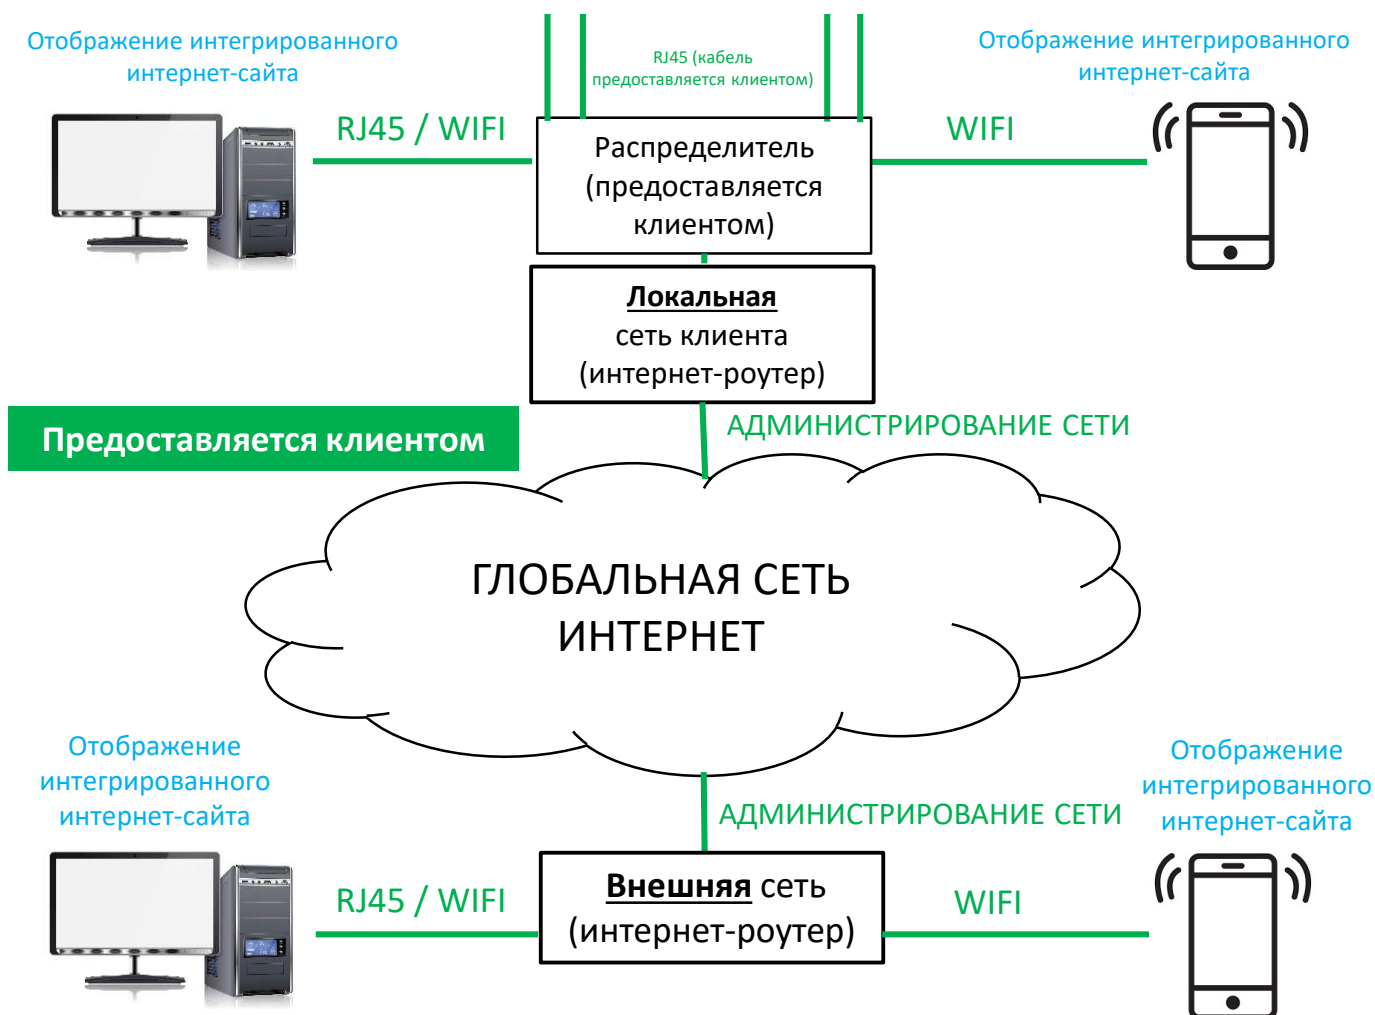 Отображение интегрированного
интернет-сайта
RJ45 (кабель
предоставляется клиентом)
Отображение интегрированного
интернет-сайта
RJ45 / WIFI
WIFI
Распределитель
(предоставляется
клиентом)
Локальная
сеть клиента
(интернет-роутер)
Предоставляется клиентом
АДМИНИСТРИРОВАНИЕ СЕТИ
ГЛОБАЛЬНАЯ СЕТЬ
ИНТЕРНЕТ
Отображение
интегрированного
интернет-сайта
АДМИНИСТРИРОВАНИЕ СЕТИ
Отображение
интегрированного
интернет-сайта
RJ45 / WIFI
Внешняя сеть
(интернет-роутер)
WIFI